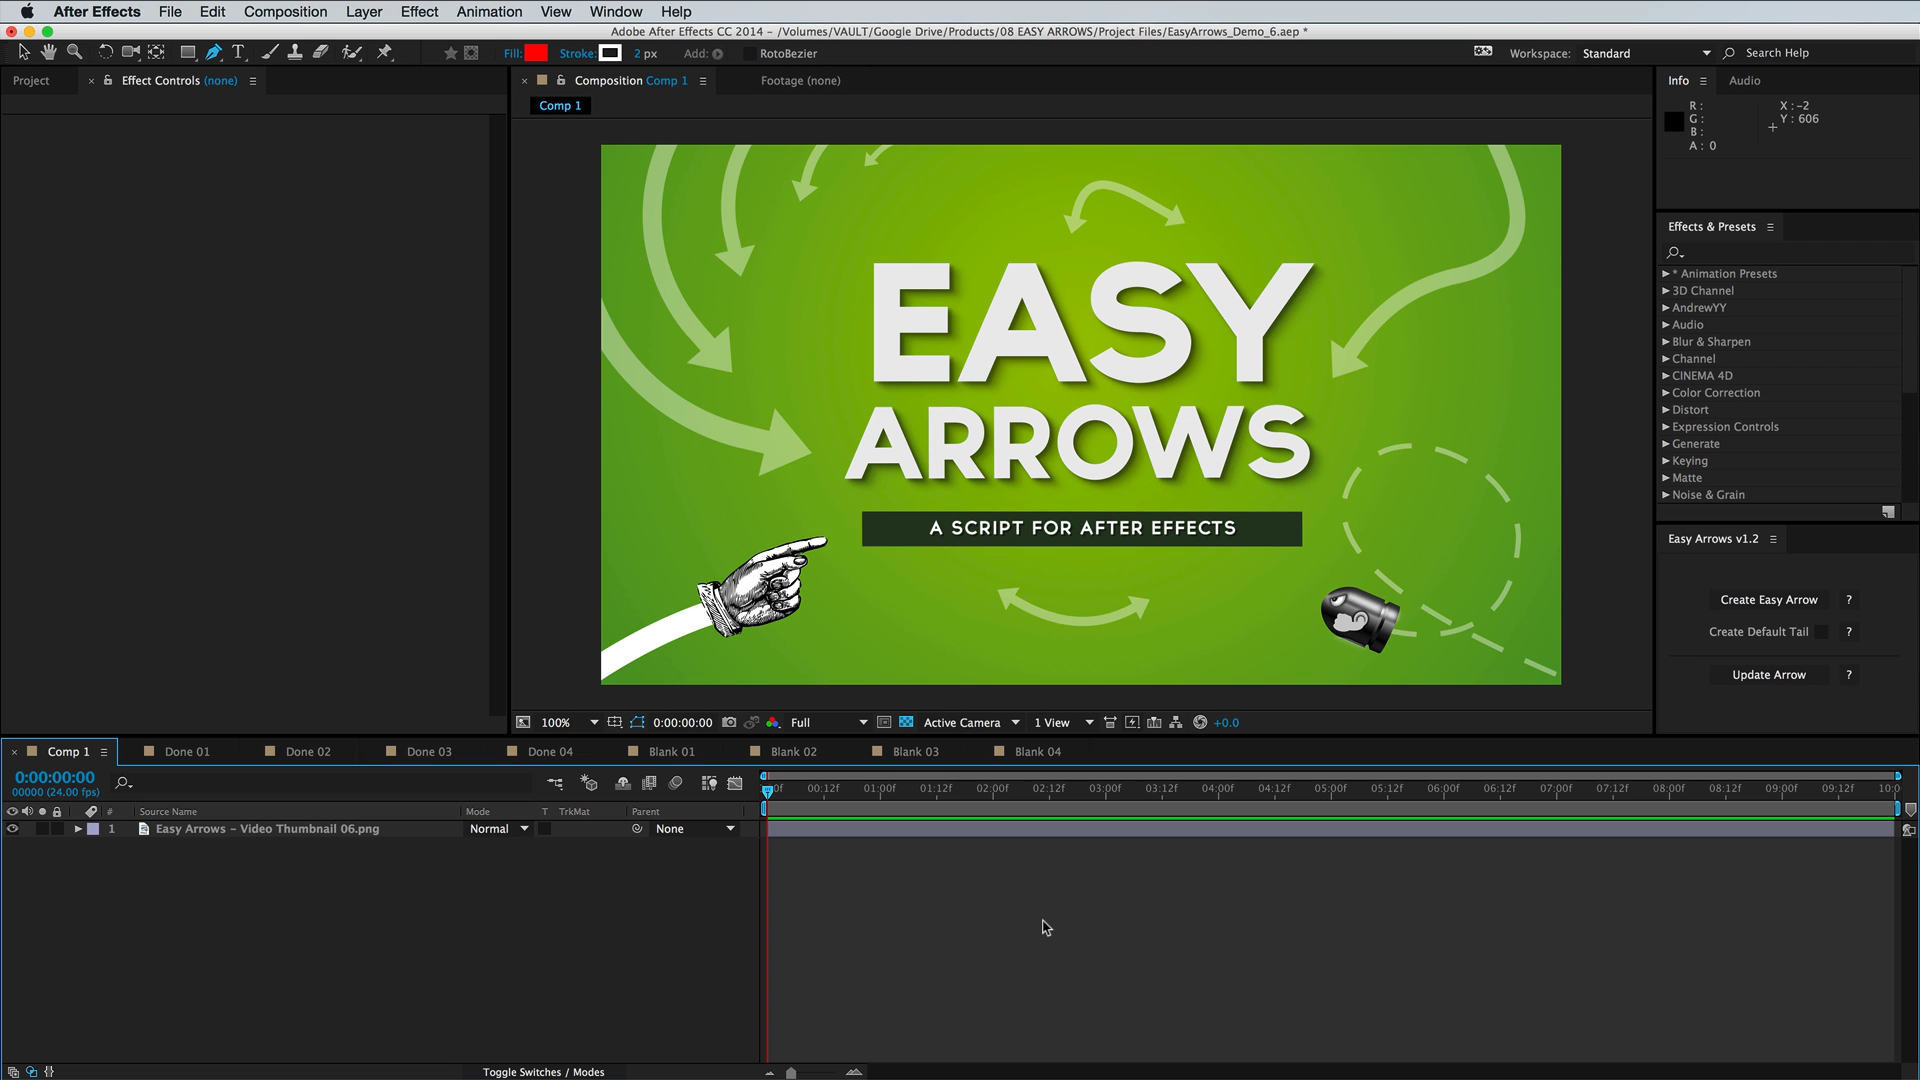 After Effects File Edit Composition Layer Effect Animation View Window Help
Adobe After Effects CC 2014 - /Volumes/VAULT/Google Drive/Products/08 EASY ARROWS/Project Files/EasyArrows_Demo_6.aep *
Fill: Stroke: 2 px Add: RotoBezier Workspace: Standard Search Help
Project Effect Controls (none) Composition Comp 1 Footage (none) Info Audio
Comp 1
R: X: -2
G: Y: 606
B:
A: 0
EASY
ARROWS
A SCRIPT FOR AFTER EFFECTS
Effects & Presets
* Animation Presets
3D Channel
AndrewYY
Audio
Blur & Sharpen
Channel
CINEMA 4D
Color Correction
Distort
Expression Controls
Generate
Keying
Matte
Noise & Grain
Easy Arrows v1.2
Create Easy Arrow ?
Create Default Tail ?
Update Arrow ?
100% 0:00:00:00 Full Active Camera 1 View +0.0
Comp 1 Done 01 Done 02 Done 03 Done 04 Blank 01 Blank 02 Blank 03 Blank 04
0:00:00:00
00000 (24.00 fps)
00f 00:12f 01:00f 01:12f 02:00f 02:12f 03:00f 03:12f 04:00f 04:12f 05:00f 05:12f 06:00f 06:12f 07:00f 07:12f 08:00f 08:12f 09:00f 09:12f 10:0
# Source Name Mode T TrkMat Parent
1 Easy Arrows - Video Thumbnail 06.png Normal None
Toggle Switches / Modes